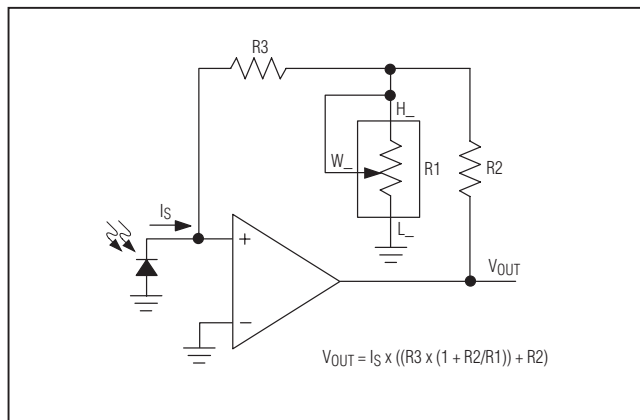 R3
H_
W_
R1
R2
L_
IS
+
−
VOUT
VOUT = IS x ((R3 x (1 + R2/R1)) + R2)